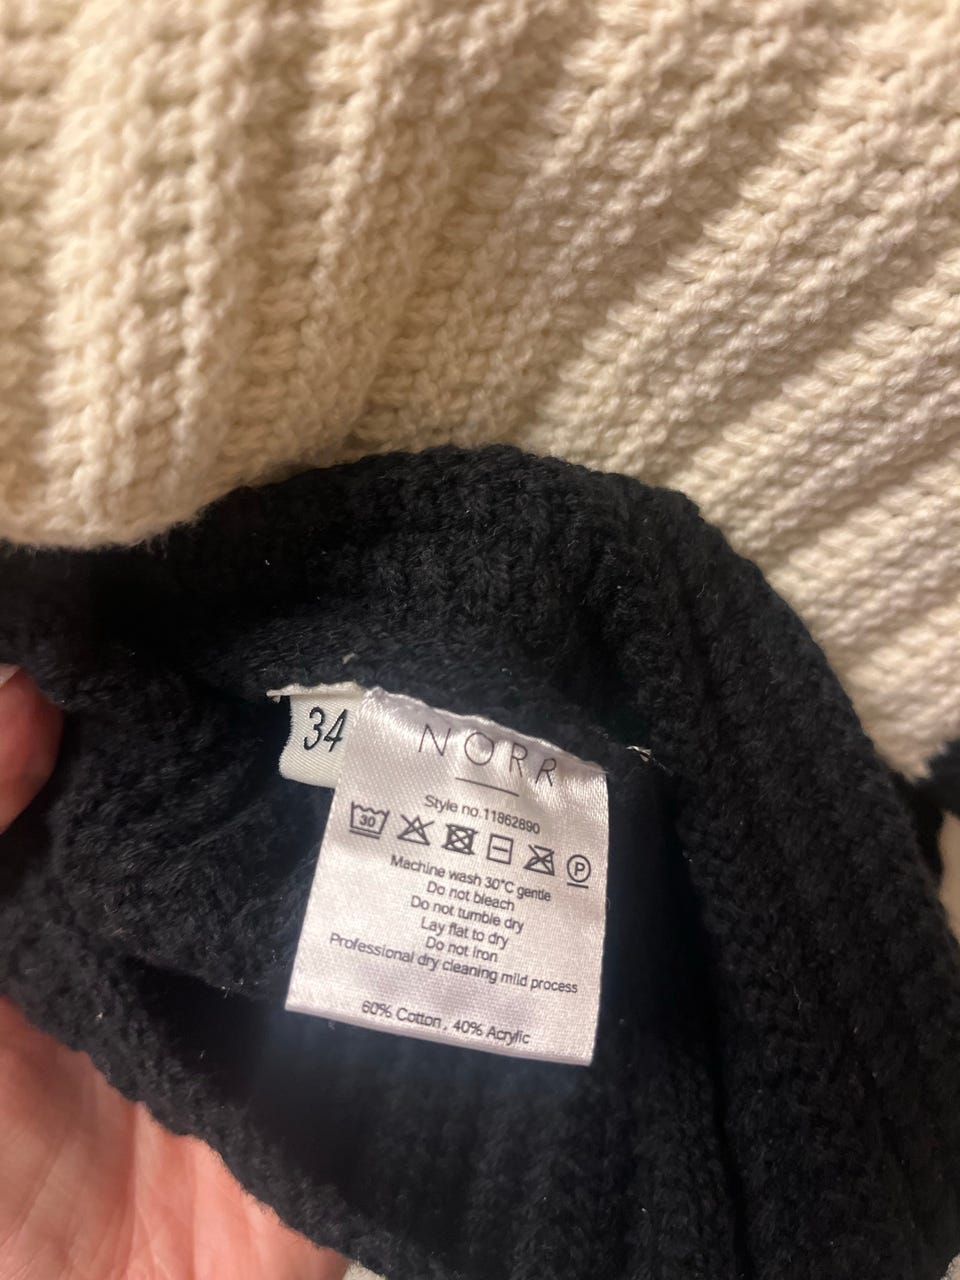 34
NORR
Style no.11862890
30
P
Machine wash 30°C gentle
Do not bleach
Do not tumble dry
Lay flat to dry
Do not iron
Professional dry cleaning mild process
60% Cotton , 40% Acrylic